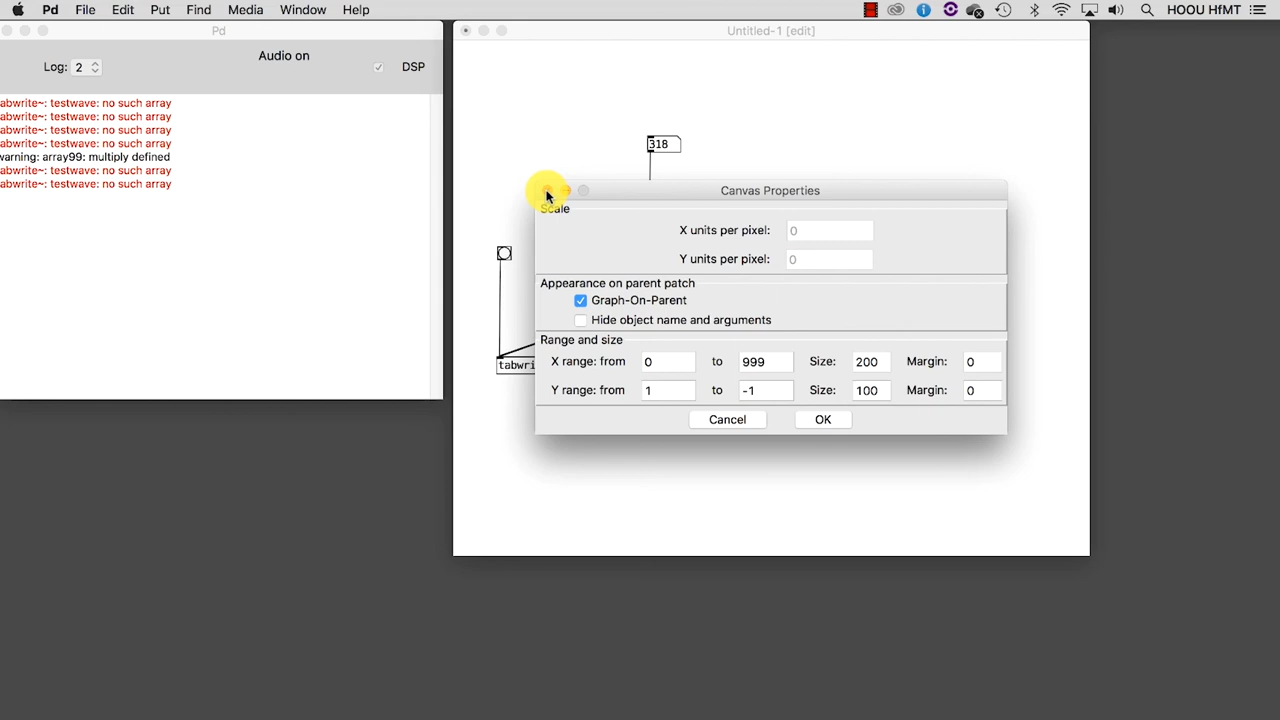 Pd File Edit Put Find Media Window Help HOOU HfMT
Pd
Untitled-1 [edit]
Audio on
Log: 2
DSP
abwrite~: testwave: no such array
abwrite~: testwave: no such array
abwrite~: testwave: no such array
abwrite~: testwave: no such array
warning: array99: multiply defined
abwrite~: testwave: no such array
abwrite~: testwave: no such array
318
Canvas Properties
Scale
X units per pixel: 0
Y units per pixel: 0
Appearance on parent patch
Graph-On-Parent
Hide object name and arguments
Range and size
X range: from 0 to 999 Size: 200 Margin: 0
tabwri
Y range: from 1 to -1 Size: 100 Margin: 0
Cancel OK